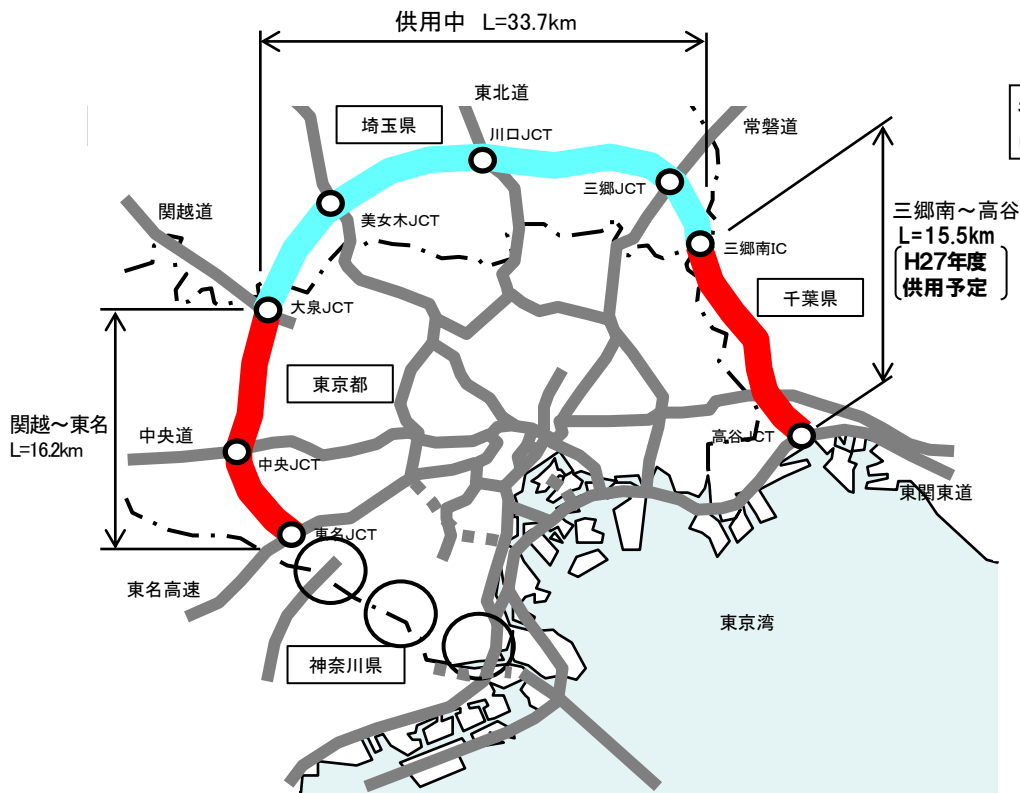 供用中 L=33.7km
東北道
埼玉県
川口JCT
常磐道
三郷JCT
関越道
美女木JCT
三郷南～高谷
L=15.5km
H27年度
供用予定
三郷南IC
千葉県
大泉JCT
東京都
関越～東名
L=16.2km
中央道
中央JCT
高谷JCT
東関東道
東名JCT
東名高速
東京湾
神奈川県